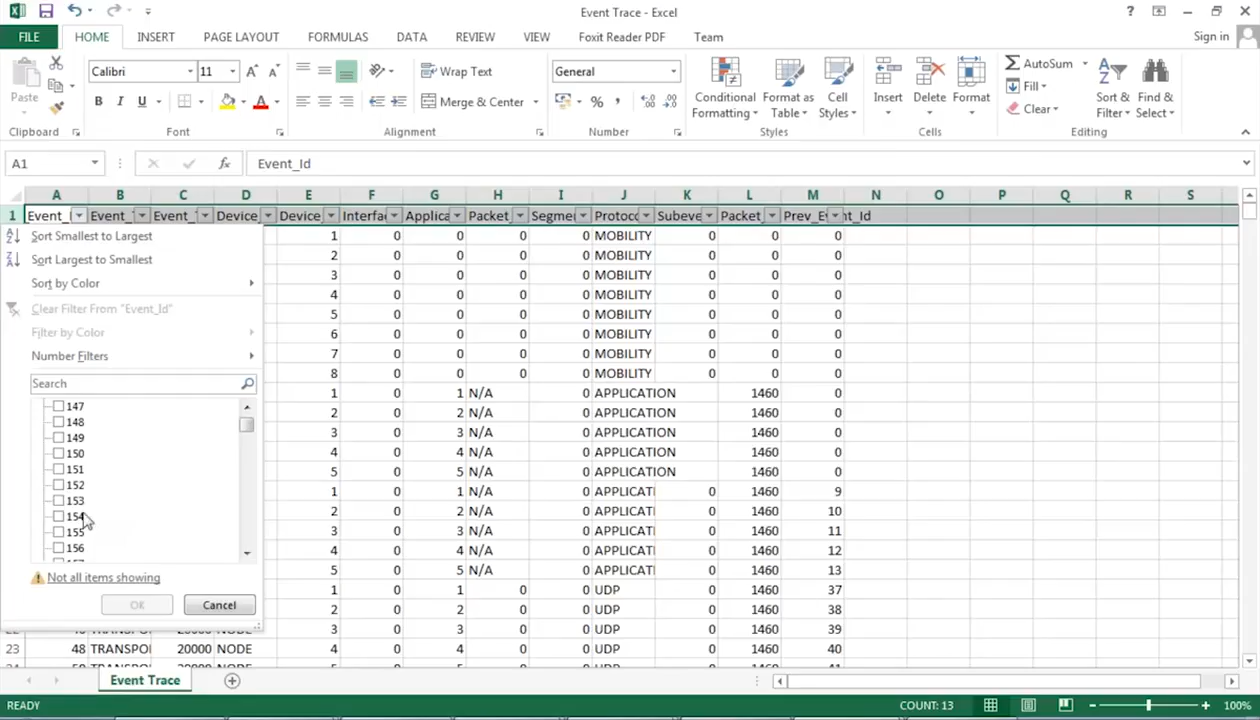 Event Trace - Excel
? Sign in
FILE HOME INSERT PAGE LAYOUT FORMULAS DATA REVIEW VIEW Foxit Reader PDF Team
Paste
Calibri 11
B I U
Wrap Text
Merge & Center
General
% ,
Conditional Formatting
Format as Table
Cell Styles
Insert
Delete
Format
AutoSum
Fill
Clear
Sort & Filter
Find & Select
Clipboard Font Alignment Number Styles Cells Editing
A1 fx Event_Id
A B C D E F G H I J K L M N O P Q R S
1 Event_ Event_ Event_ Device_ Device_ Interfac Applica Packet_ Segme Protoco Subeve Packet_ Prev_Ev nt_Id
1 0 0 0 0 MOBILITY 0 0 0
2 0 0 0 0 MOBILITY 0 0 0
3 0 0 0 0 MOBILITY 0 0 0
4 0 0 0 0 MOBILITY 0 0 0
5 0 0 0 0 MOBILITY 0 0 0
6 0 0 0 0 MOBILITY 0 0 0
7 0 0 0 0 MOBILITY 0 0 0
8 0 0 0 0 MOBILITY 0 0 0
1 0 1 N/A 0 APPLICATION 1460 0
2 0 2 N/A 0 APPLICATION 1460 0
3 0 3 N/A 0 APPLICATION 1460 0
4 0 4 N/A 0 APPLICATION 1460 0
5 0 5 N/A 0 APPLICATION 1460 0
1 0 1 N/A 0 APPLICATI 0 1460 9
2 0 2 N/A 0 APPLICATI 0 1460 10
3 0 3 N/A 0 APPLICATI 0 1460 11
4 0 4 N/A 0 APPLICATI 0 1460 12
5 0 5 N/A 0 APPLICATI 0 1460 13
1 0 1 0 0 UDP 0 1460 37
2 0 2 0 0 UDP 0 1460 38
3 0 3 0 0 UDP 0 1460 39
23 48 TRANSPO 20000 NODE 4 0 4 0 0 UDP 0 1460 40
Sort Smallest to Largest
Sort Largest to Smallest
Sort by Color
Clear Filter From "Event_Id"
Filter by Color
Number Filters
Search
147
148
149
150
151
152
153
154
155
156
Not all items showing
OK Cancel
Event Trace
READY COUNT: 13 100%